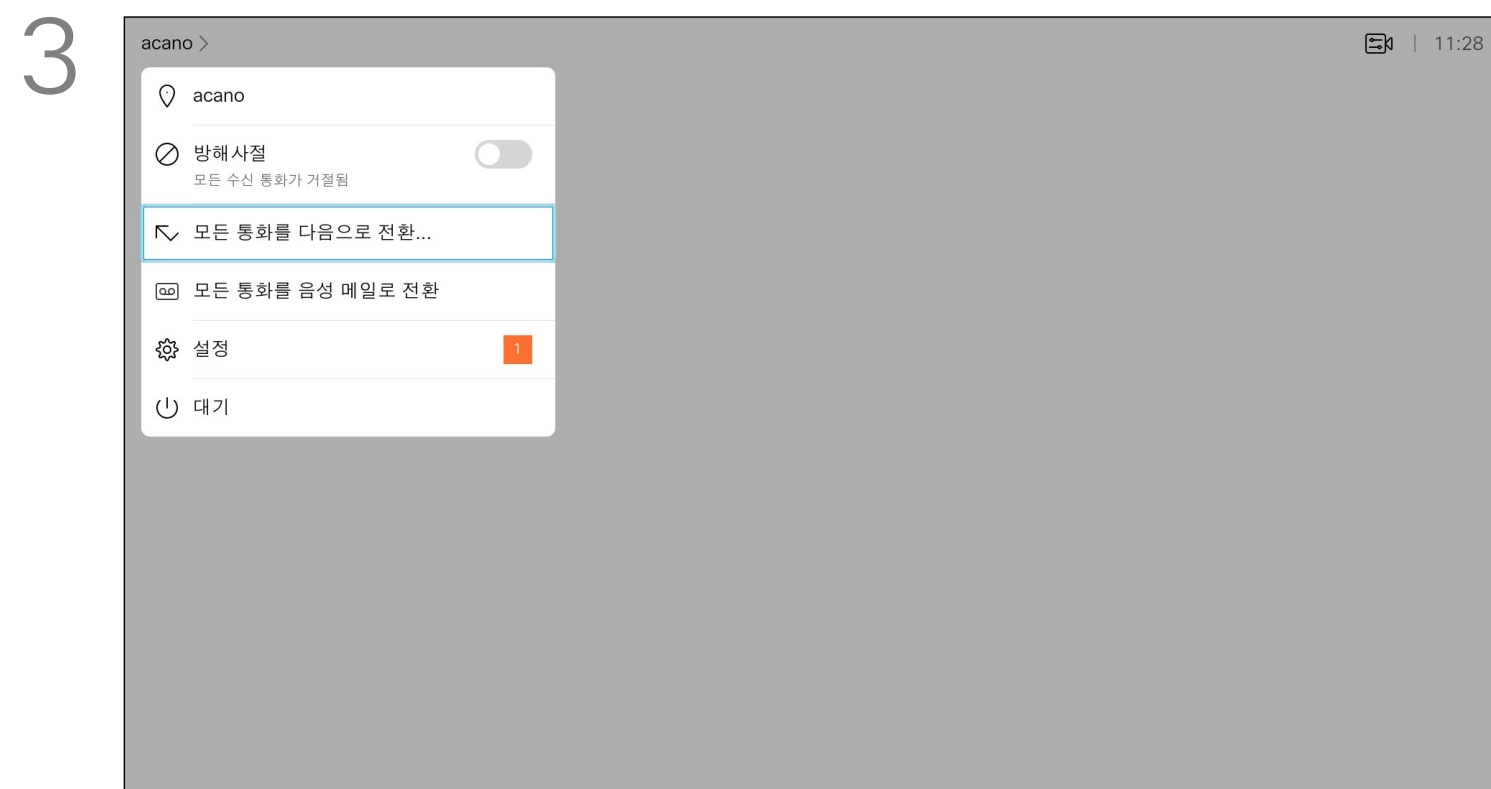 3
acano >
11:28
acano
방해사절
모든 수신 통화가 거절됨
모든 통화를 다음으로 전환...
모든 통화를 음성 메일로 전환
설정
1
대기